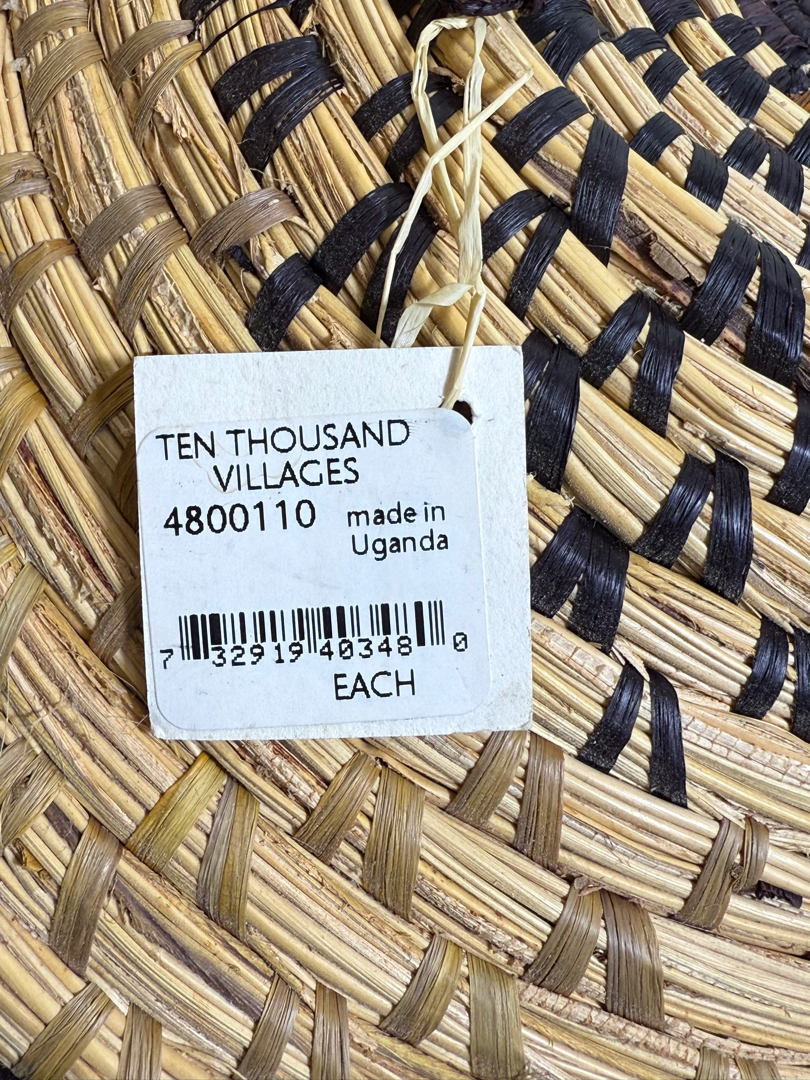 TEN THOUSAND
VILLAGES
4800110 made in
Uganda
7 32919 40348 0
EACH